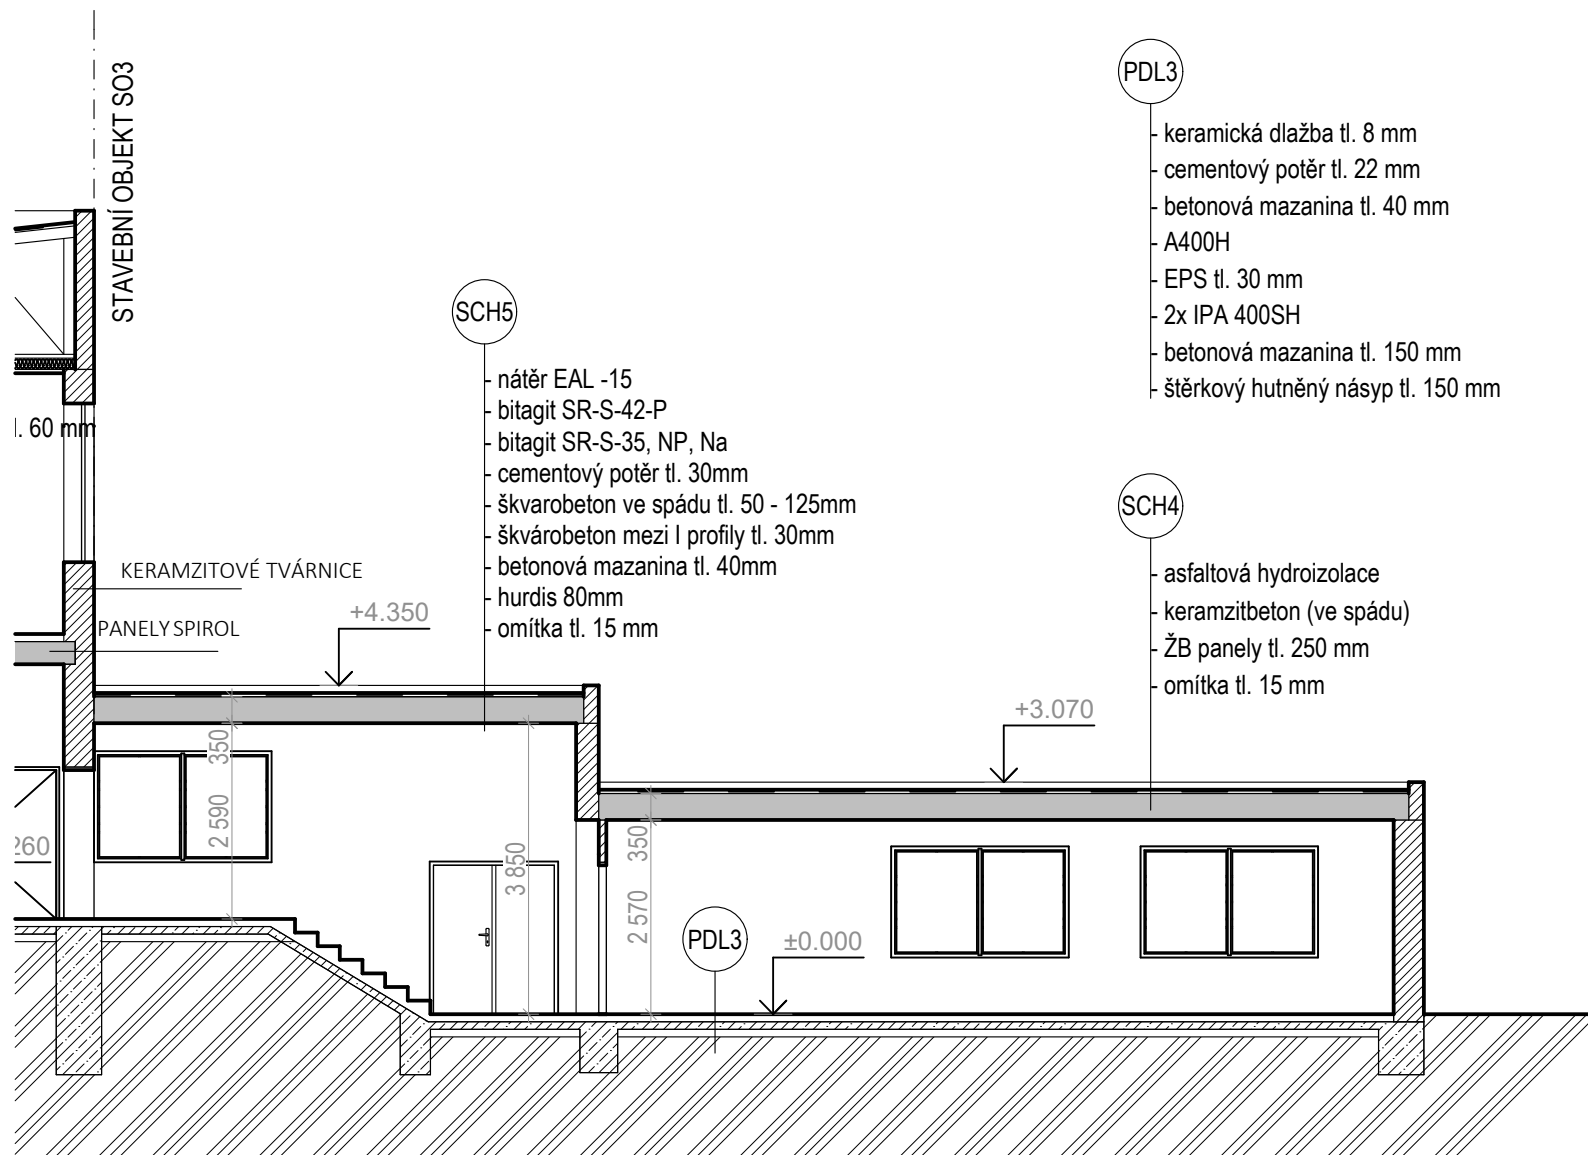 STAVEBNÍ OBJEKT SO3
PDL3
keramická dlažba tl. 8 mm
cementový potěr tl. 22 mm
betonová mazanina tl. 40 mm
A400H
EPS tl. 30 mm
2x IPA 400SH
betonová mazanina tl. 150 mm
štěrkový hutněný násyp tl. 150 mm
SCH5
nátěr EAL -15
bitagit SR-S-42-P
bitagit SR-S-35, NP, Na
cementový potěr tl. 30mm
škvarobeton ve spádu tl. 50 - 125mm
škvárobeton mezi I profily tl. 30mm
betonová mazanina tl. 40mm
hurdis 80mm
omítka tl. 15 mm
l. 60 mm
SCH4
asfaltová hydroizolace
keramzitbeton (ve spádu)
ŽB panely tl. 250 mm
omítka tl. 15 mm
KERAMZITOVÉ TVÁRNICE
PANELY SPIROL
+4.350
+3.070
350
2 590
3 850
350
2 570
260
PDL3
±0.000